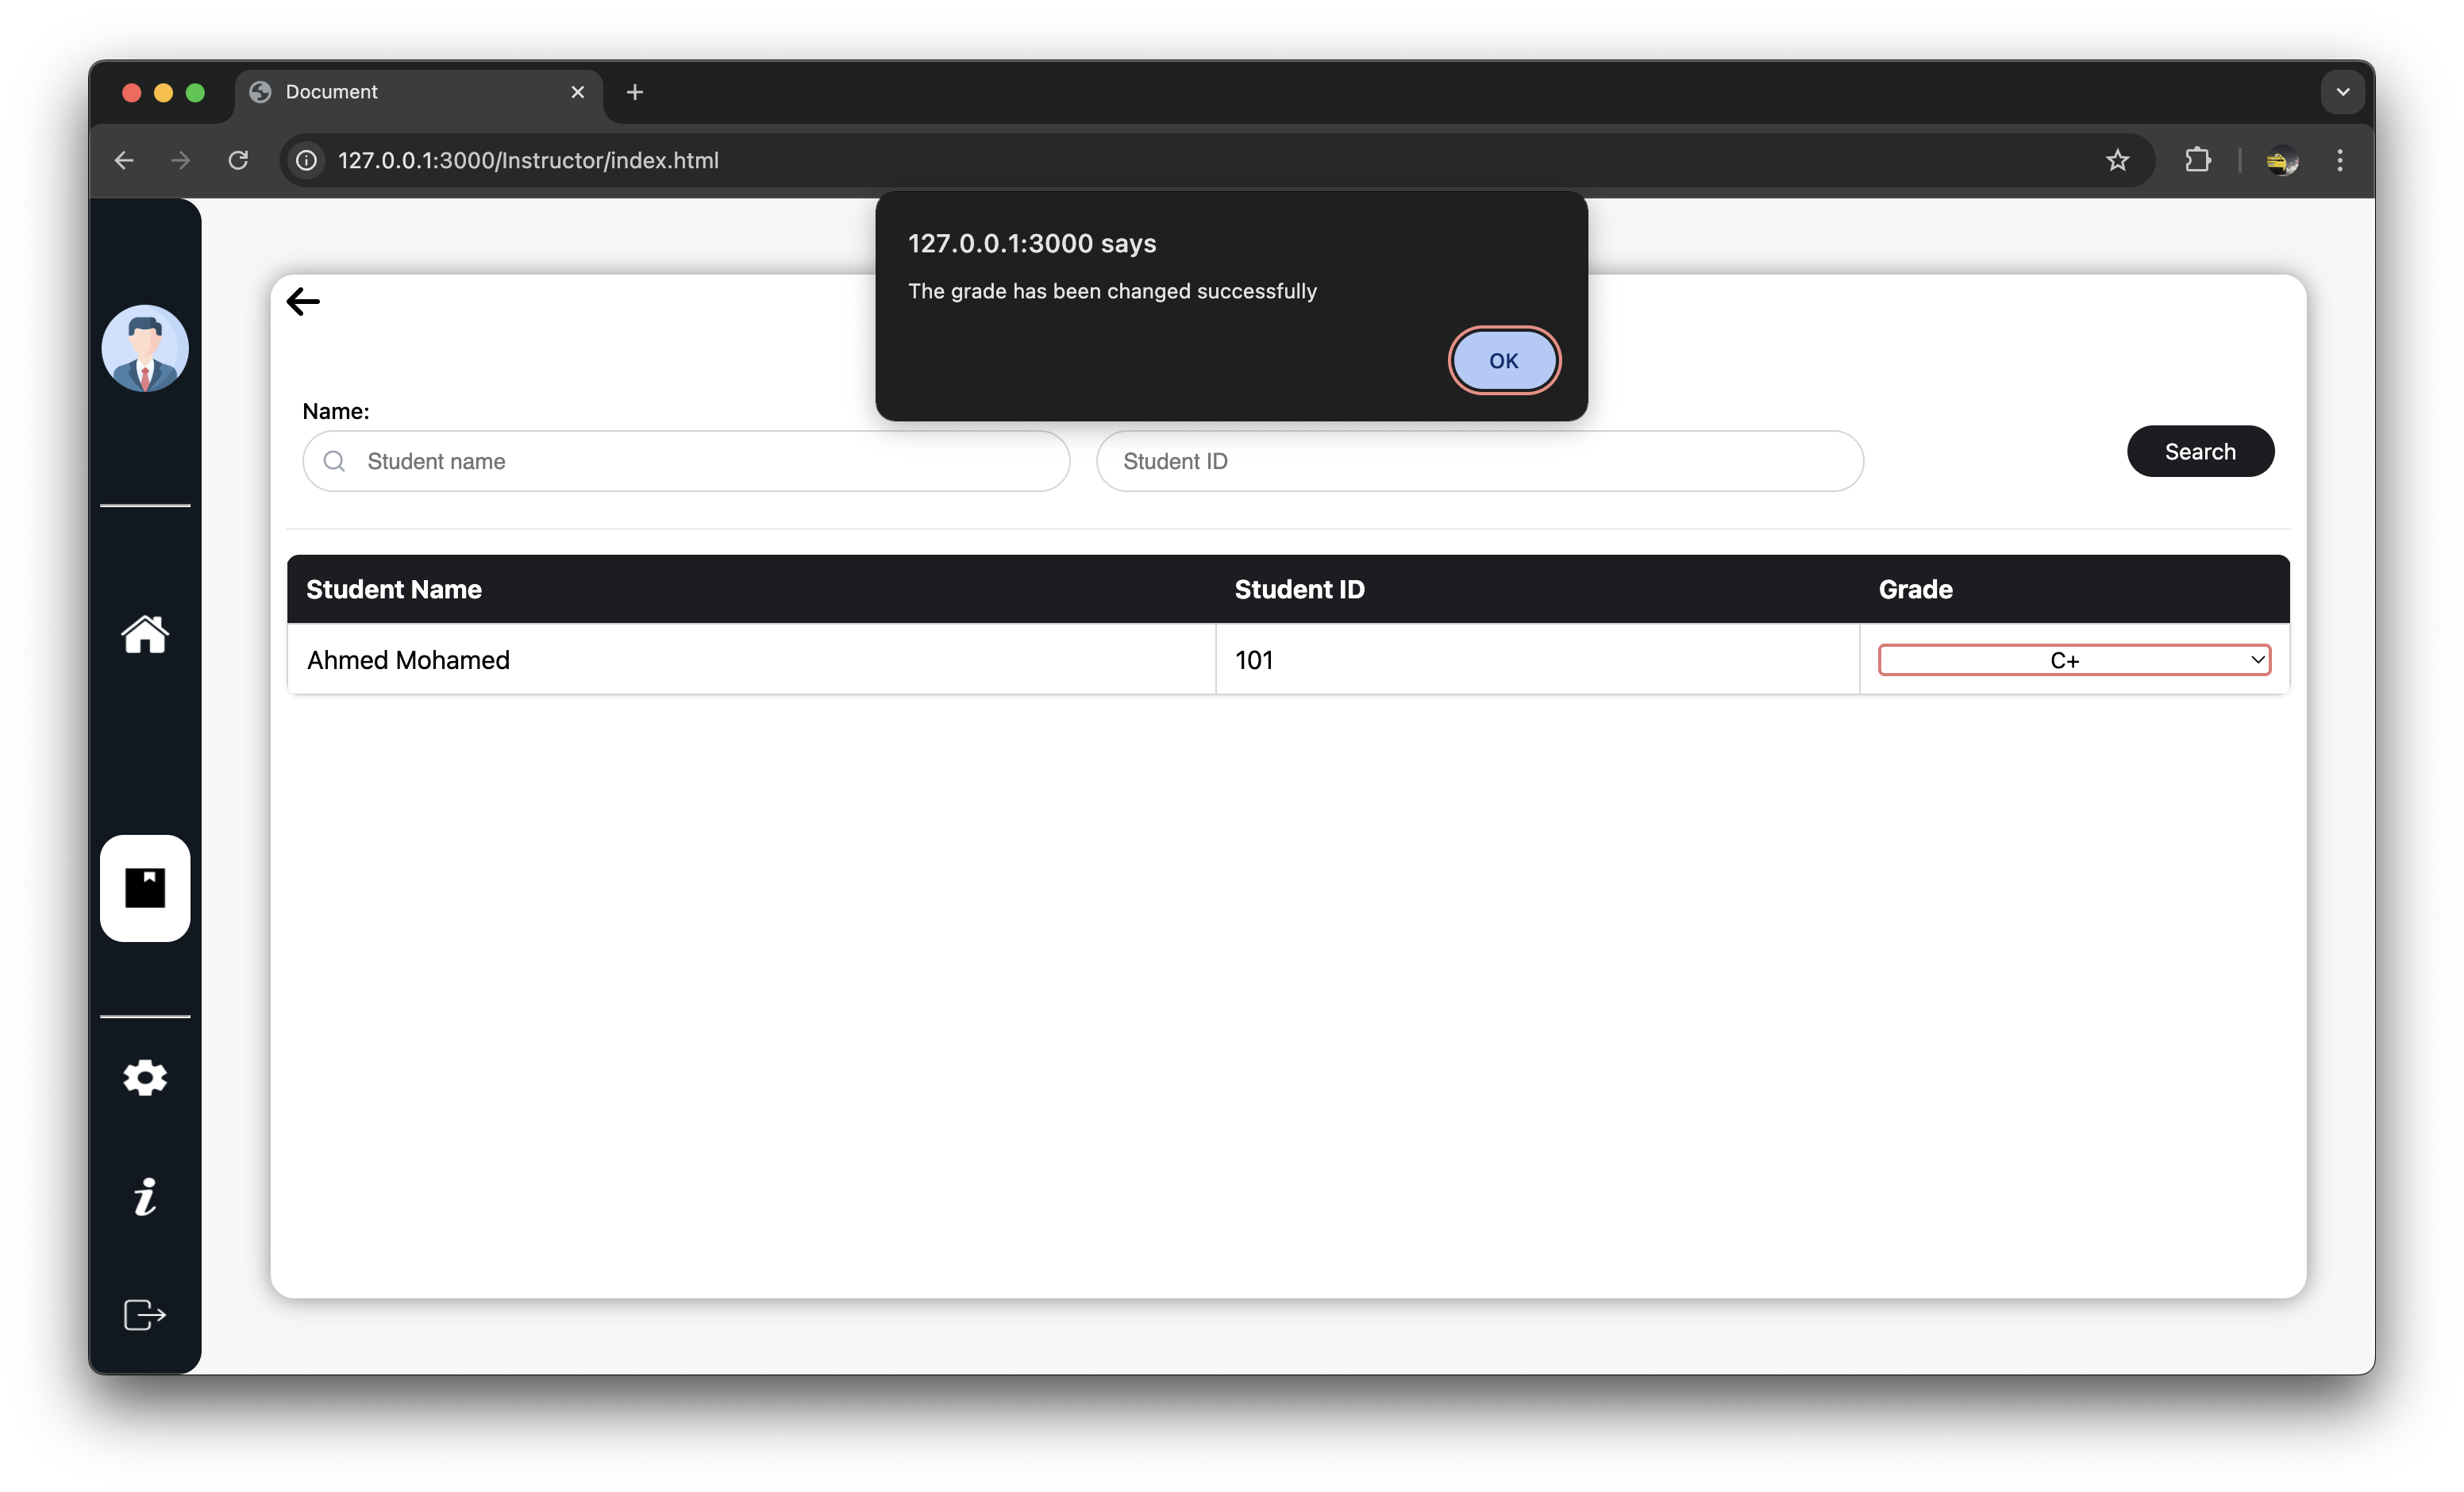 Document
127.0.0.1:3000/Instructor/index.html
127.0.0.1:3000 says
The grade has been changed successfully
OK
Name:
Student name
Student ID
Search
Student Name Student ID Grade
Ahmed Mohamed 101 C+